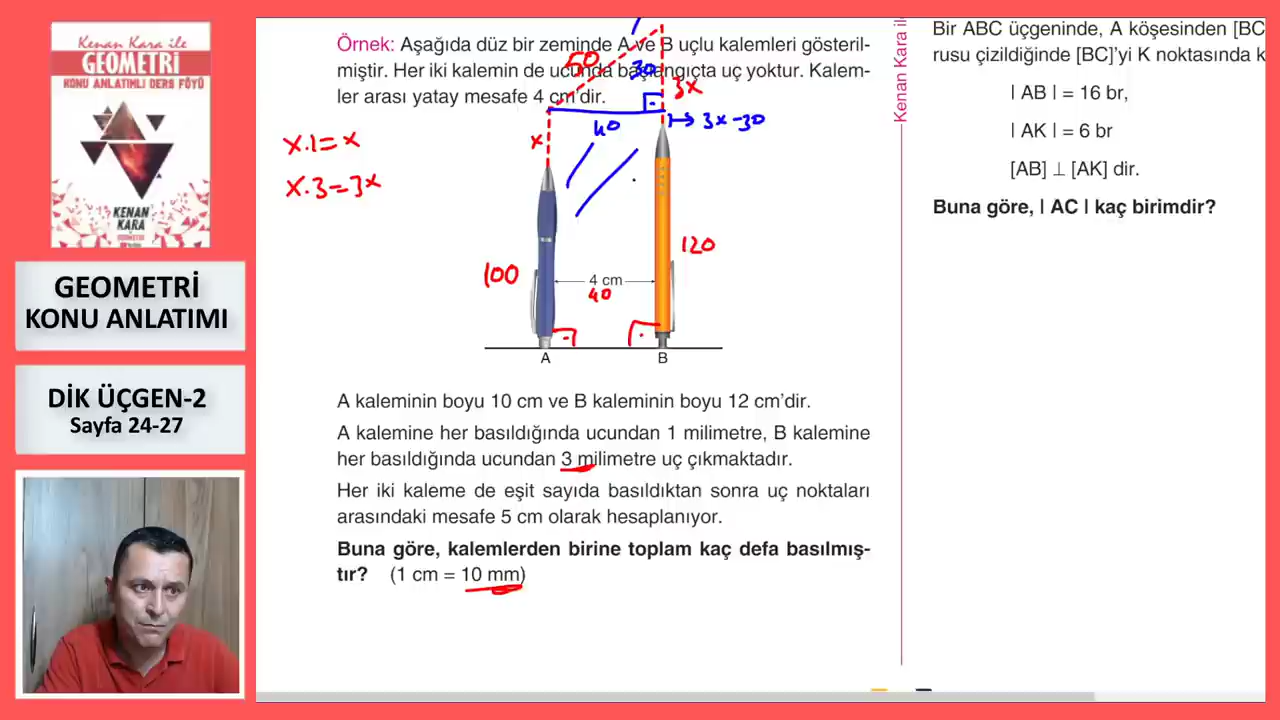 Kenan Kara ile
GEOMETRİ
KONU ANLATIMLI DERS FÖYÜ
KENAN
KARA
GEOMETRİ
KONU ANLATIMI
DİK ÜÇGEN-2
Sayfa 24-27
Örnek: Aşağıda düz bir zeminde A ve B uçlu kalemleri gösteril-
miştir. Her iki kalemin de ucunda başlangıçta uç yoktur. Kalem-
ler arası yatay mesafe 4 cm'dir.
50
30
3x
40
3x-30
x
x.1=x
x.3=3x
100
120
4 cm
40
A
B
A kaleminin boyu 10 cm ve B kaleminin boyu 12 cm'dir.
A kalemine her basıldığında ucundan 1 milimetre, B kalemine
her basıldığında ucundan 3 milimetre uç çıkmaktadır.
Her iki kaleme de eşit sayıda basıldıktan sonra uç noktaları
arasındaki mesafe 5 cm olarak hesaplanıyor.
Buna göre, kalemlerden birine toplam kaç defa basılmış-
tır? (1 cm = 10 mm)
Kenan Kara
Bir ABC üçgeninde, A köşesinden [BC
rusu çizildiğinde [BC]'yi K noktasında k
| AB | = 16 br,
| AK | = 6 br
[AB] ⊥ [AK] dir.
Buna göre, | AC | kaç birimdir?